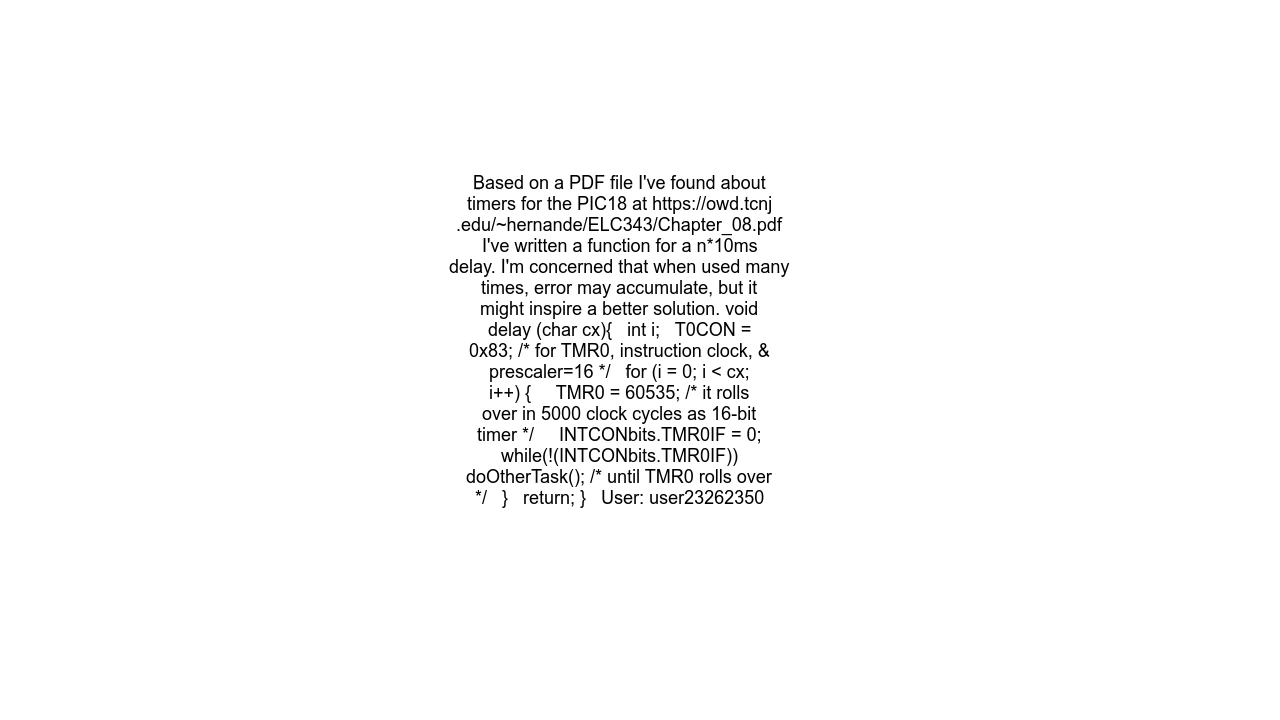 Based on a PDF file I've found about
timers for the PIC18 at https://owd.tcnj
.edu/~hernande/ELC343/Chapter_08.pdf
I've written a function for a n*10ms
delay. I'm concerned that when used many
times, error may accumulate, but it
might inspire a better solution. void
delay (char cx){   int i;   T0CON =
0x83; /* for TMR0, instruction clock, &
prescaler=16 */   for (i = 0; i < cx;
i++) {     TMR0 = 60535; /* it rolls
over in 5000 clock cycles as 16-bit
timer */     INTCONbits.TMR0IF = 0;
while(!(INTCONbits.TMR0IF))
doOtherTask(); /* until TMR0 rolls over
*/   }   return; }   User: user23262350